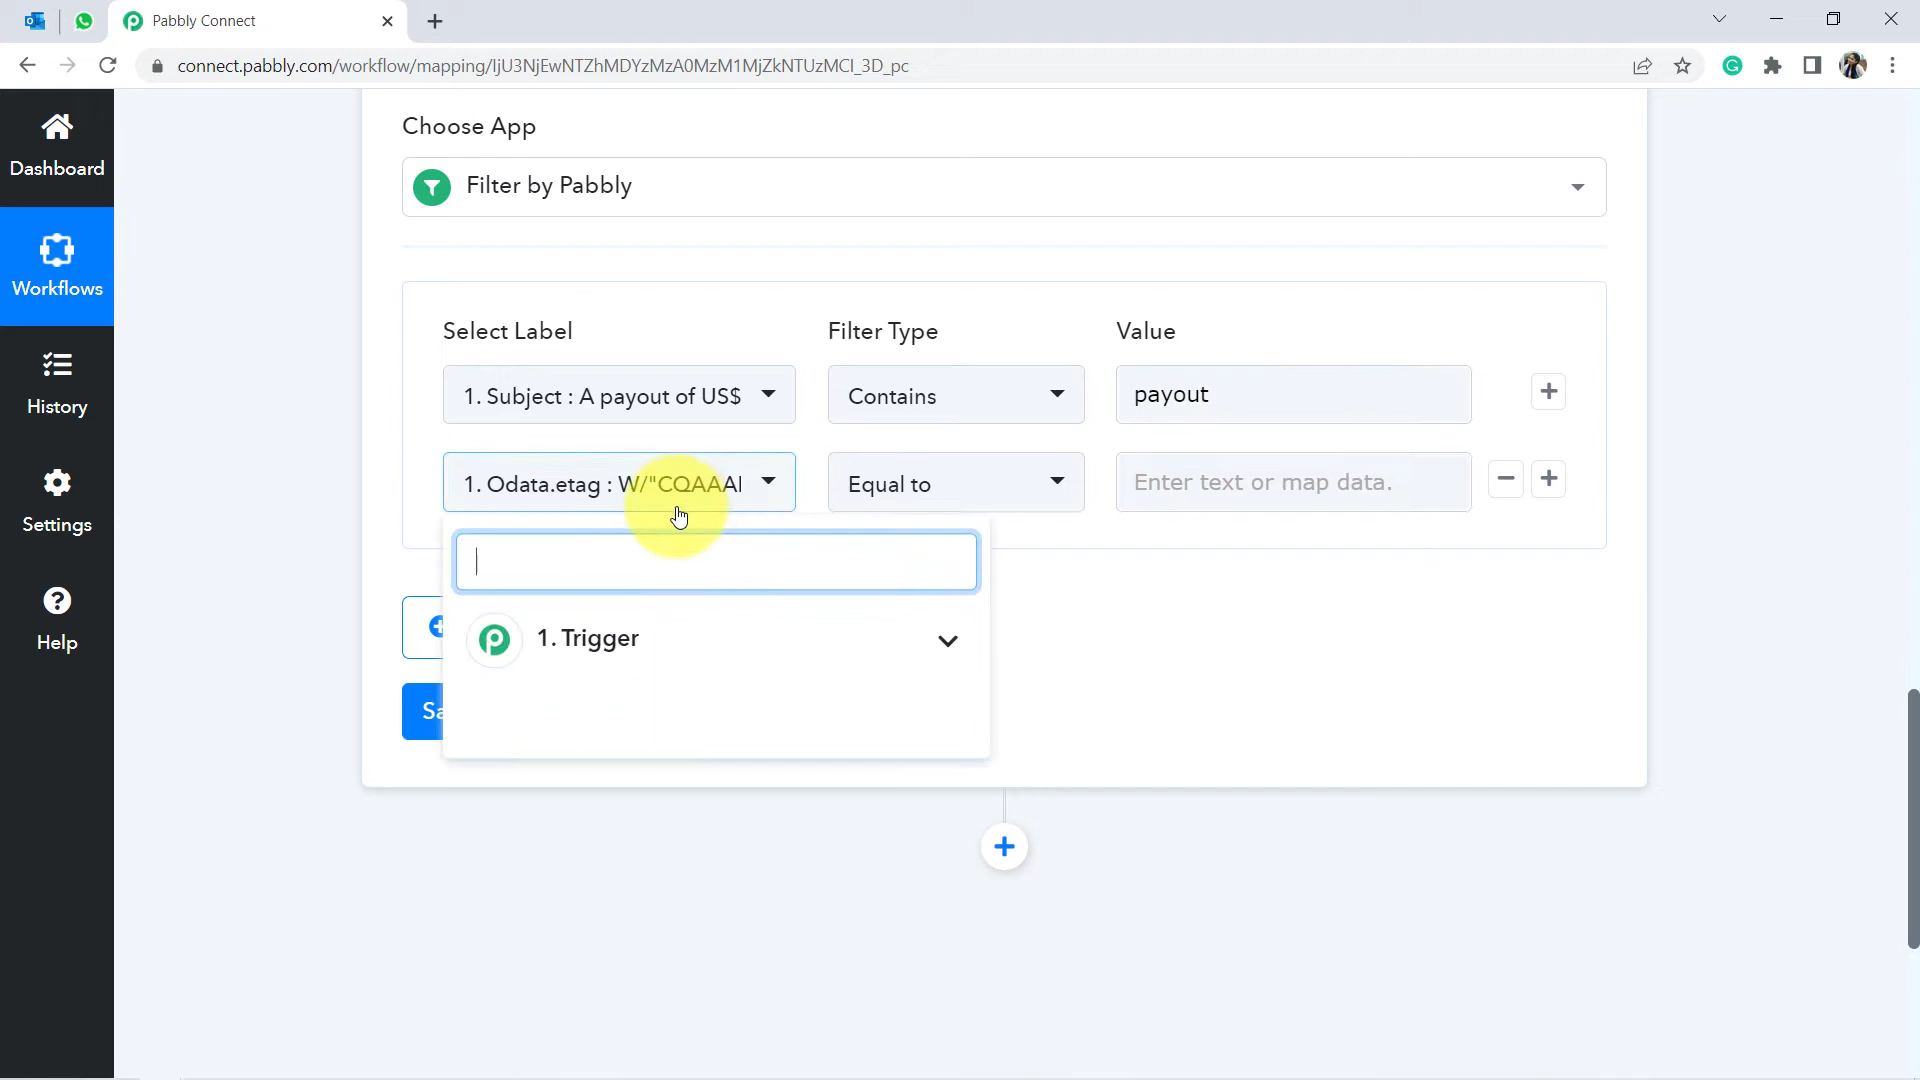 Pabbly Connect
connect.pabbly.com/workflow/mapping/IjU3NjEwNTZhMDYzMzA0MzM1MjZkNTUzMCI_3D_pc
Dashboard
Workflows
History
Settings
Help
Choose App
Filter by Pabbly
Select Label Filter Type Value
1. Subject : A payout of US$ Contains payout
1. Odata.etag : W/"CQAAAI Equal to Enter text or map data.
1. Trigger
Sa